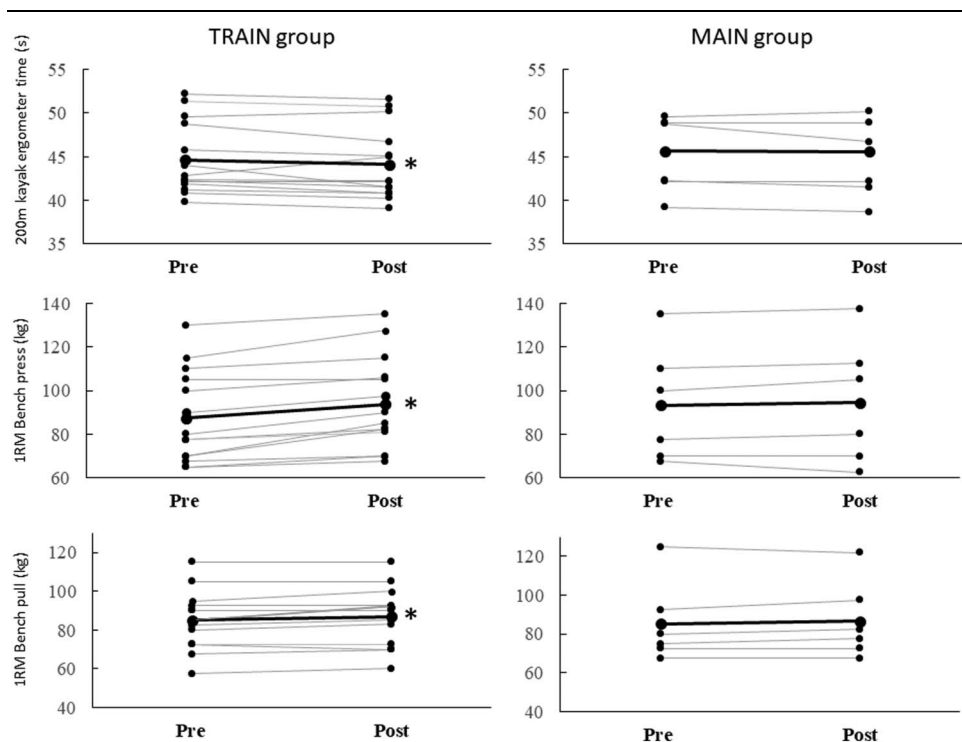 TRAIN group
MAIN group
200m kayak ergometer time (s)
55
50
45
40
35
*
Pre
Post
55
50
45
40
35
Pre
Post
1RM Bench press (kg)
140
120
100
80
60
*
Pre
Post
140
120
100
80
60
Pre
Post
1RM Bench pull (kg)
120
100
80
60
40
*
Pre
Post
120
100
80
60
40
Pre
Post